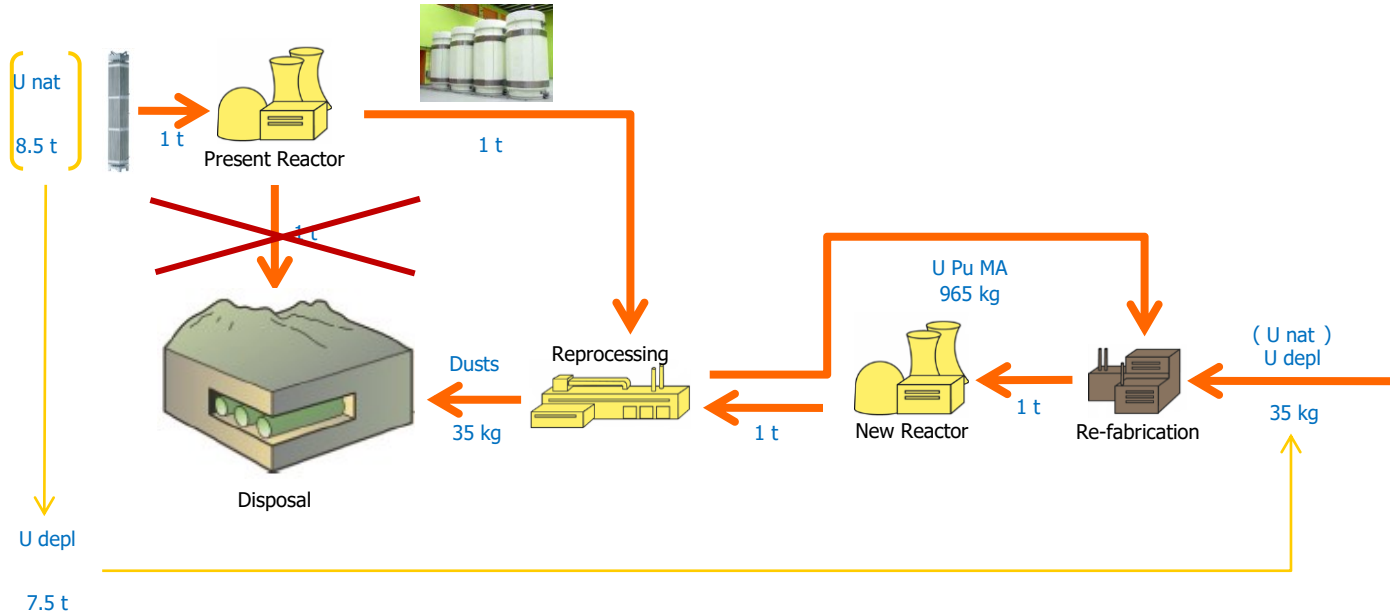 U nat
8.5 t
1 t
Present Reactor
1 t
1 t
U Pu MA
965 kg
( U nat )
U depl
Reprocessing
Dusts
35 kg
1 t
New Reactor
1 t
Re-fabrication
35 kg
Disposal
U depl
7.5 t